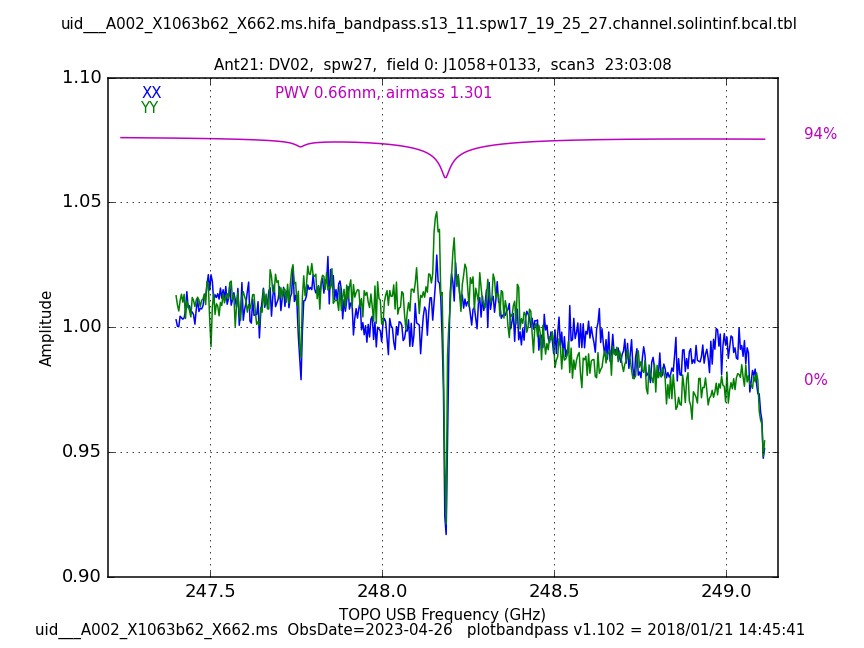 uid___A002_X1063b62_X662.ms.hifa_bandpass.s13_11.spw17_19_25_27.channel.solintinf.bcal.tbl
Ant21: DV02,  spw27,  field 0: J1058+0133,  scan3  23:03:08
XX
YY
PWV 0.66mm, airmass 1.301
94%
0%
1.10
1.05
1.00
0.95
0.90
Amplitude
247.5
248.0
248.5
249.0
TOPO USB Frequency (GHz)
uid___A002_X1063b62_X662.ms  ObsDate=2023-04-26   plotbandpass v1.102 = 2018/01/21 14:45:41